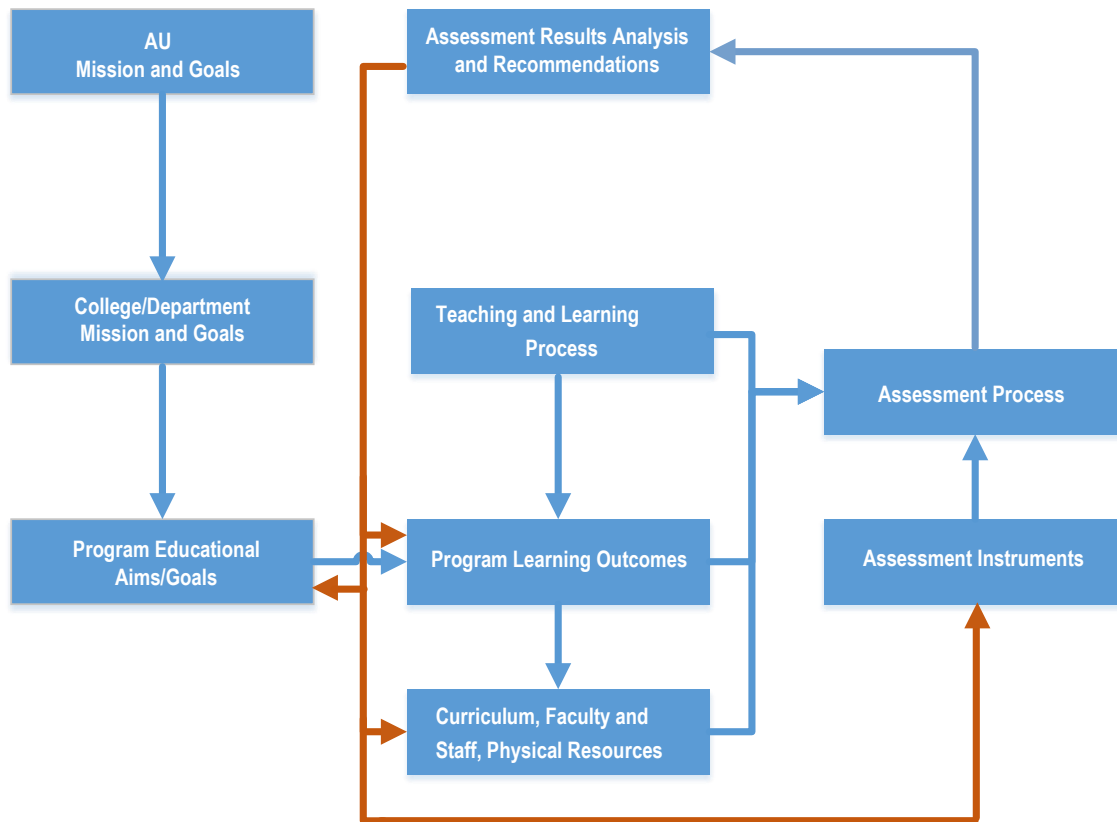 AU
Mission and Goals
Assessment Results Analysis
and Recommendations
College/Department
Mission and Goals
Teaching and Learning
Process
Assessment Process
Program Educational
Aims/Goals
Program Learning Outcomes
Assessment Instruments
Curriculum, Faculty and
Staff, Physical Resources